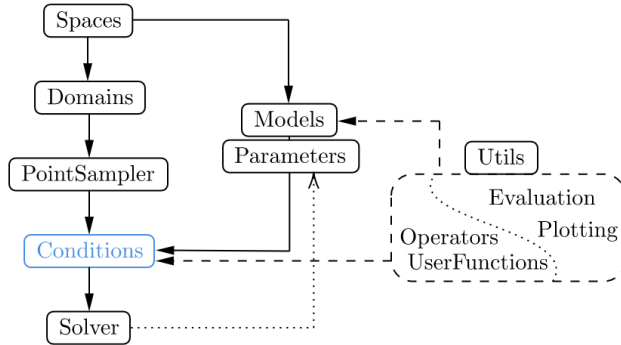 Spaces
Domains
Models
Parameters
PointSampler
Utils
Evaluation
Plotting
Operators
UserFunctions
Conditions
Solver